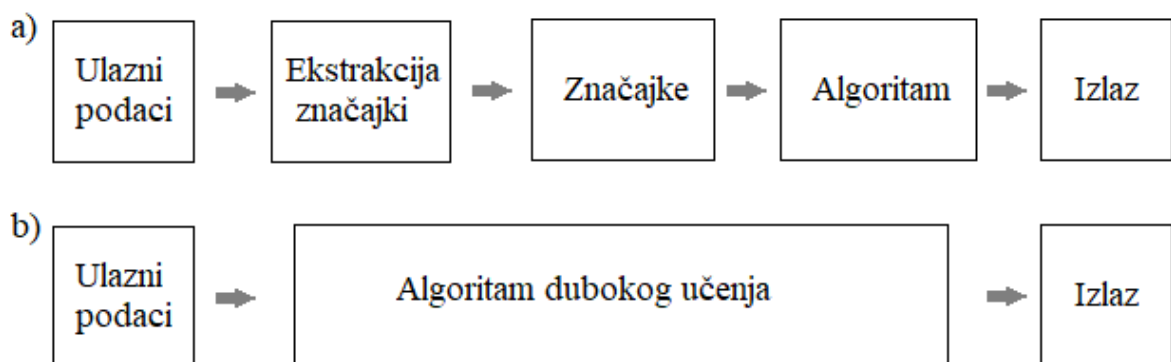 a)
Ulazni
podaci
Ekstrakcija
značajki
Značajke
Algoritam
Izlaz
b)
Ulazni
podaci
Algoritam dubokog učenja
Izlaz